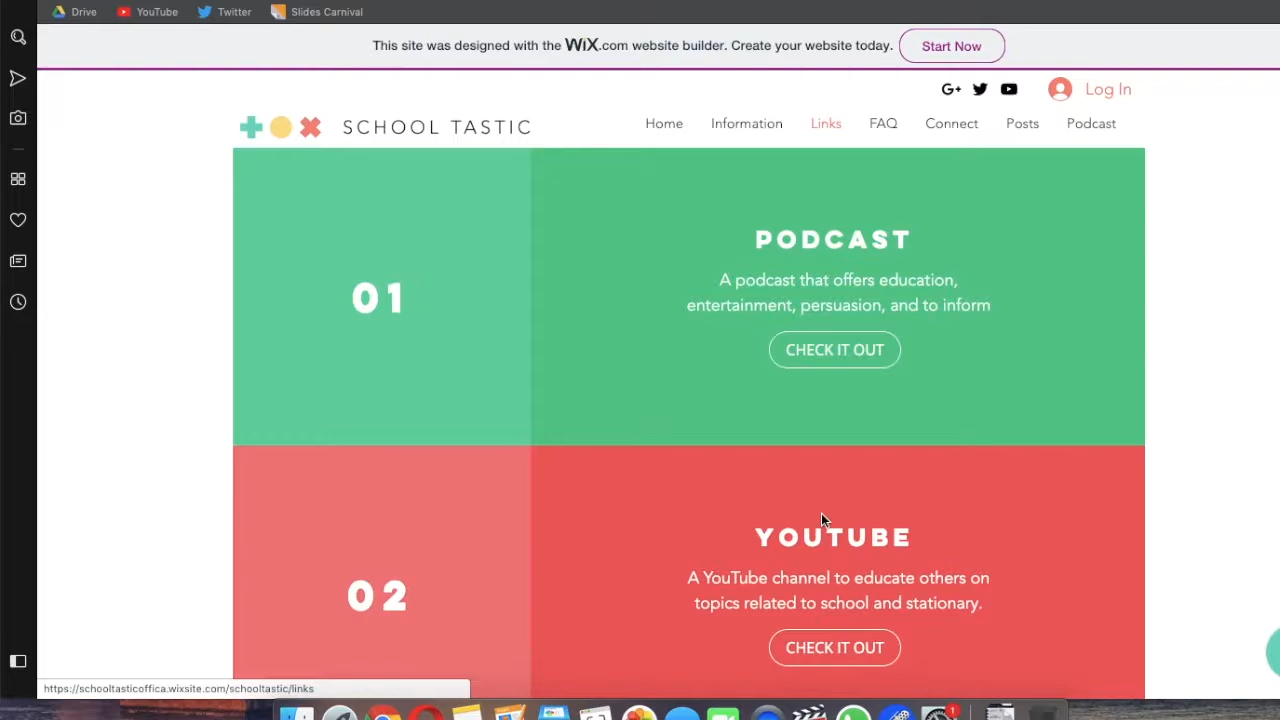 Drive YouTube Twitter Slides Carnival
This site was designed with the WiX.com website builder. Create your website today. Start Now
G+ Log In
SCHOOL TASTIC Home Information Links FAQ Connect Posts Podcast
01
PODCAST
A podcast that offers education,
entertainment, persuasion, and to inform
CHECK IT OUT
02
YOUTUBE
A YouTube channel to educate others on
topics related to school and stationary.
CHECK IT OUT
https://schooltasticoffica.wixsite.com/schooltastic/links
1